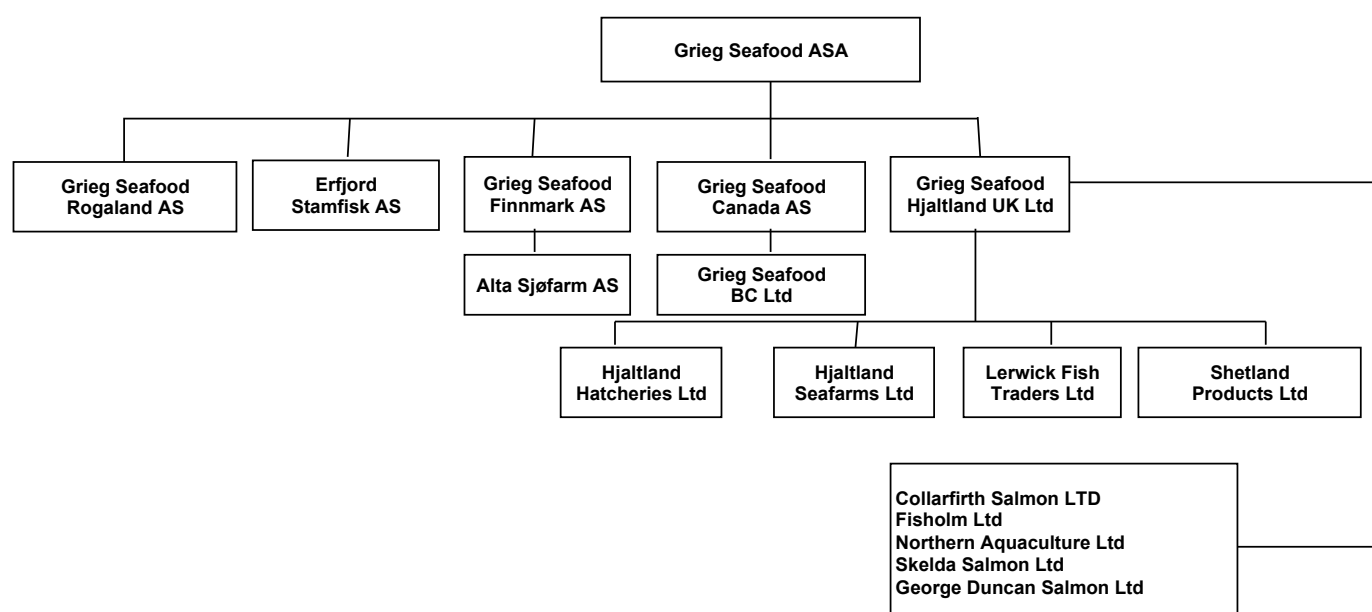 Grieg Seafood ASA
Grieg Seafood
Rogaland AS
Erfjord
Stamfisk AS
Grieg Seafood
Finnmark AS
Grieg Seafood
Canada AS
Grieg Seafood
Hjaltland UK Ltd
Alta Sjøfarm AS
Grieg Seafood
BC Ltd
Hjaltland
Hatcheries Ltd
Hjaltland
Seafarms Ltd
Lerwick Fish
Traders Ltd
Shetland
Products Ltd
Collarfirth Salmon LTD
Fisholm Ltd
Northern Aquaculture Ltd
Skelda Salmon Ltd
George Duncan Salmon Ltd